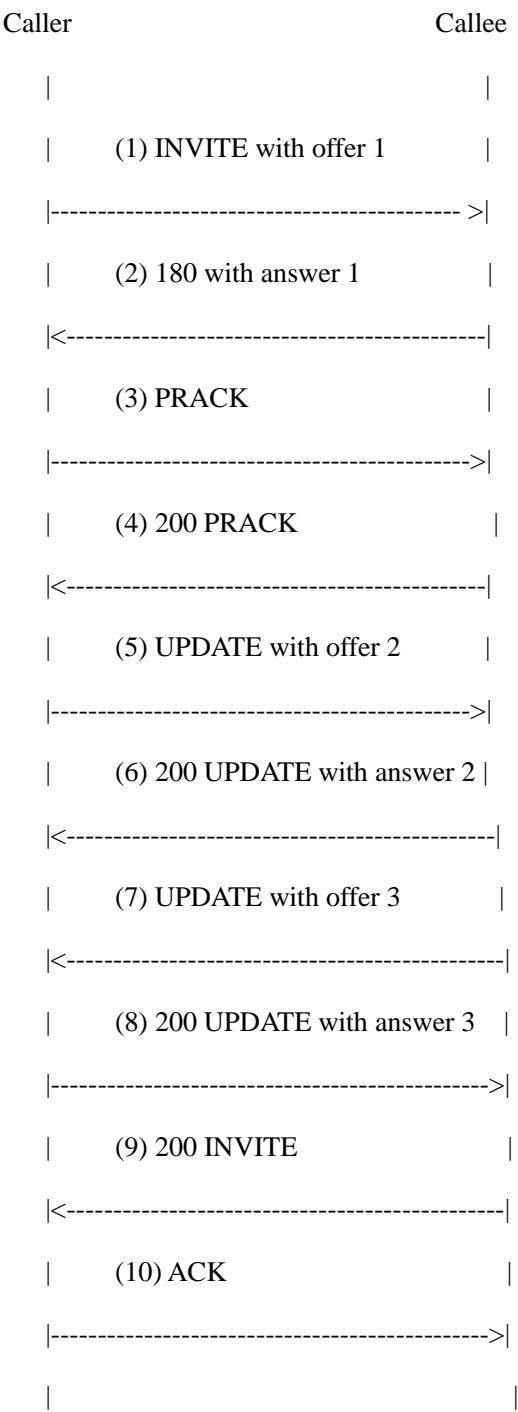 Caller Callee
| |
| (1) INVITE with offer 1 |
|-------------------------------------------- >|
| (2) 180 with answer 1 |
|<---------------------------------------------|
| (3) PRACK |
|--------------------------------------------->|
| (4) 200 PRACK |
|<---------------------------------------------|
| (5) UPDATE with offer 2 |
|--------------------------------------------->|
| (6) 200 UPDATE with answer 2 |
|<----------------------------------------------|
| (7) UPDATE with offer 3 |
|<-----------------------------------------------|
| (8) 200 UPDATE with answer 3 |
|----------------------------------------------->|
| (9) 200 INVITE |
|<-----------------------------------------------|
| (10) ACK |
|----------------------------------------------->|
| |